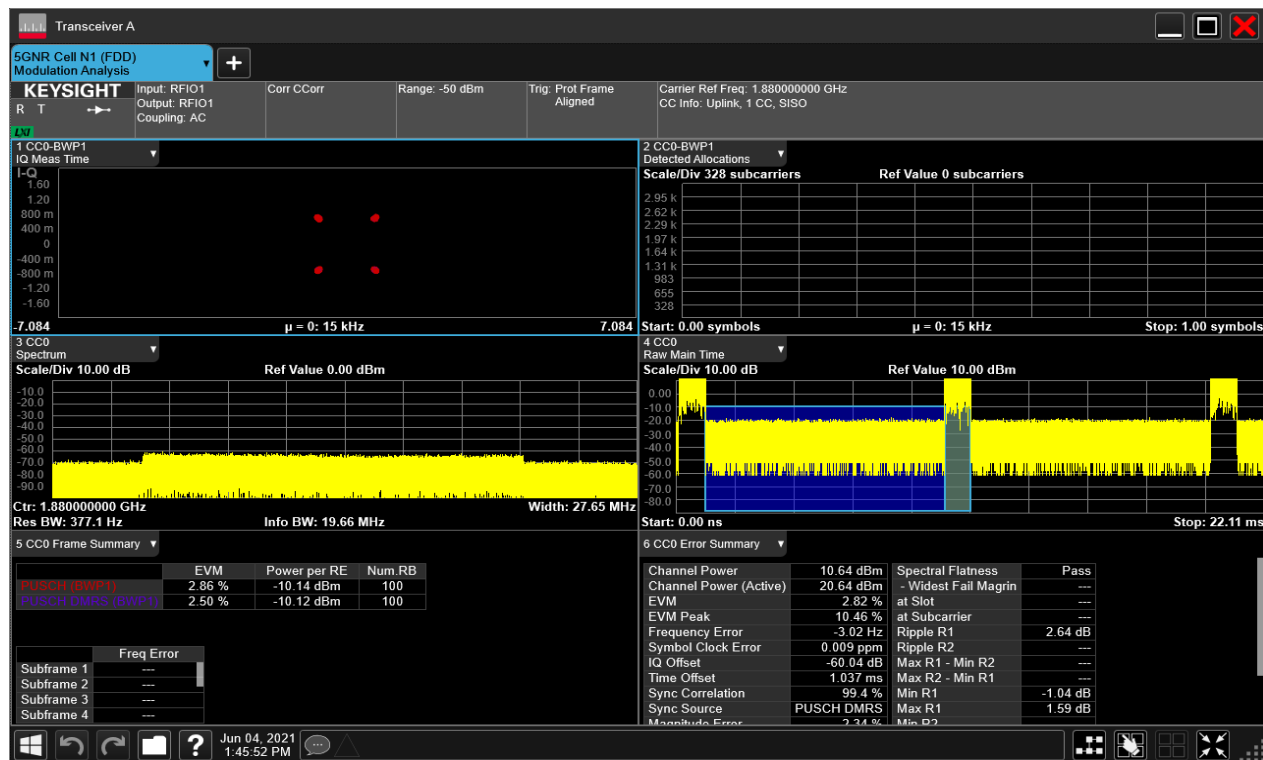 Transceiver A
5GNR Cell N1 (FDD)
Modulation Analysis
KEYSIGHT
R T
LXI
Input: RFIO1
Output: RFIO1
Coupling: AC
Corr CCorr
Range: -50 dBm
Trig: Prot Frame
Aligned
Carrier Ref Freq: 1.880000000 GHz
CC Info: Uplink, 1 CC, SISO
1 CC0-BWP1
IQ Meas Time
I-Q
1.60
1.20
800 m
400 m
0
-400 m
-800 m
-1.20
-1.60
-7.084 µ = 0: 15 kHz 7.084
2 CC0-BWP1
Detected Allocations
Scale/Div 328 subcarriers Ref Value 0 subcarriers
2.95 k
2.62 k
2.29 k
1.97 k
1.64 k
1.31 k
983
655
328
Start: 0.00 symbols µ = 0: 15 kHz Stop: 1.00 symbols
3 CC0
Spectrum
Scale/Div 10.00 dB Ref Value 0.00 dBm
-10.0
-20.0
-30.0
-40.0
-50.0
-60.0
-70.0
-80.0
-90.0
Ctr: 1.880000000 GHz Width: 27.65 MHz
Res BW: 377.1 Hz Info BW: 19.66 MHz
4 CC0
Raw Main Time
Scale/Div 10.00 dB Ref Value 10.00 dBm
0.00
-10.0
-20.0
-30.0
-40.0
-50.0
-60.0
-70.0
-80.0
Start: 0.00 ns Stop: 22.11 ms
5 CC0 Frame Summary
EVM Power per RE Num.RB
PUSCH (BWP1) 2.86 % -10.14 dBm 100
PUSCH DMRS (BWP1) 2.50 % -10.12 dBm 100
Freq Error
Subframe 1 ---
Subframe 2 ---
Subframe 3 ---
Subframe 4 ---
6 CC0 Error Summary
Channel Power 10.64 dBm Spectral Flatness Pass
Channel Power (Active) 20.64 dBm - Widest Fail Magrin ---
EVM 2.82 % at Slot ---
EVM Peak 10.46 % at Subcarrier ---
Frequency Error -3.02 Hz Ripple R1 2.64 dB
Symbol Clock Error 0.009 ppm Ripple R2 ---
IQ Offset -60.04 dB Max R1 - Min R2 ---
Time Offset 1.037 ms Max R2 - Min R1 ---
Sync Correlation 99.4 % Min R1 -1.04 dB
Sync Source PUSCH DMRS Max R1 1.59 dB
Magnitude Error 2.34 % Min R2
Jun 04, 2021
1:45:52 PM